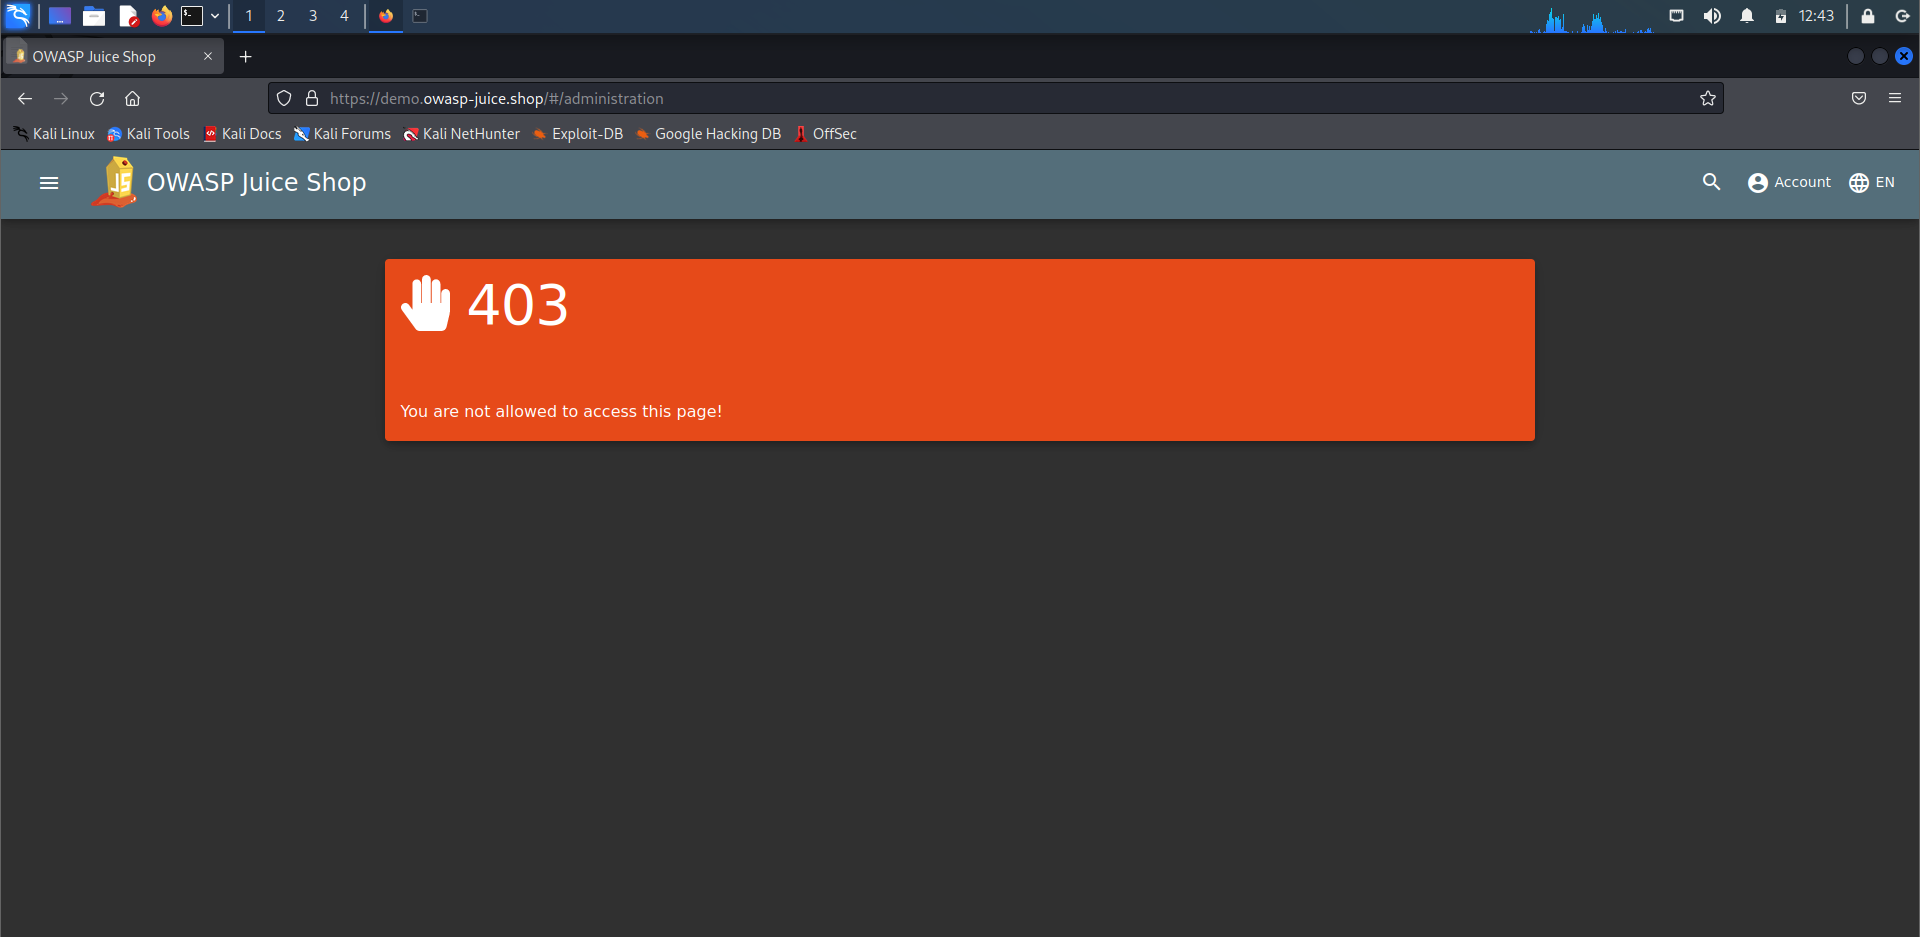 1 2 3 4 12:43
OWASP Juice Shop
https://demo.owasp-juice.shop/#/administration
Kali Linux Kali Tools Kali Docs Kali Forums Kali NetHunter Exploit-DB Google Hacking DB OffSec
JS OWASP Juice Shop Account EN
403
You are not allowed to access this page!